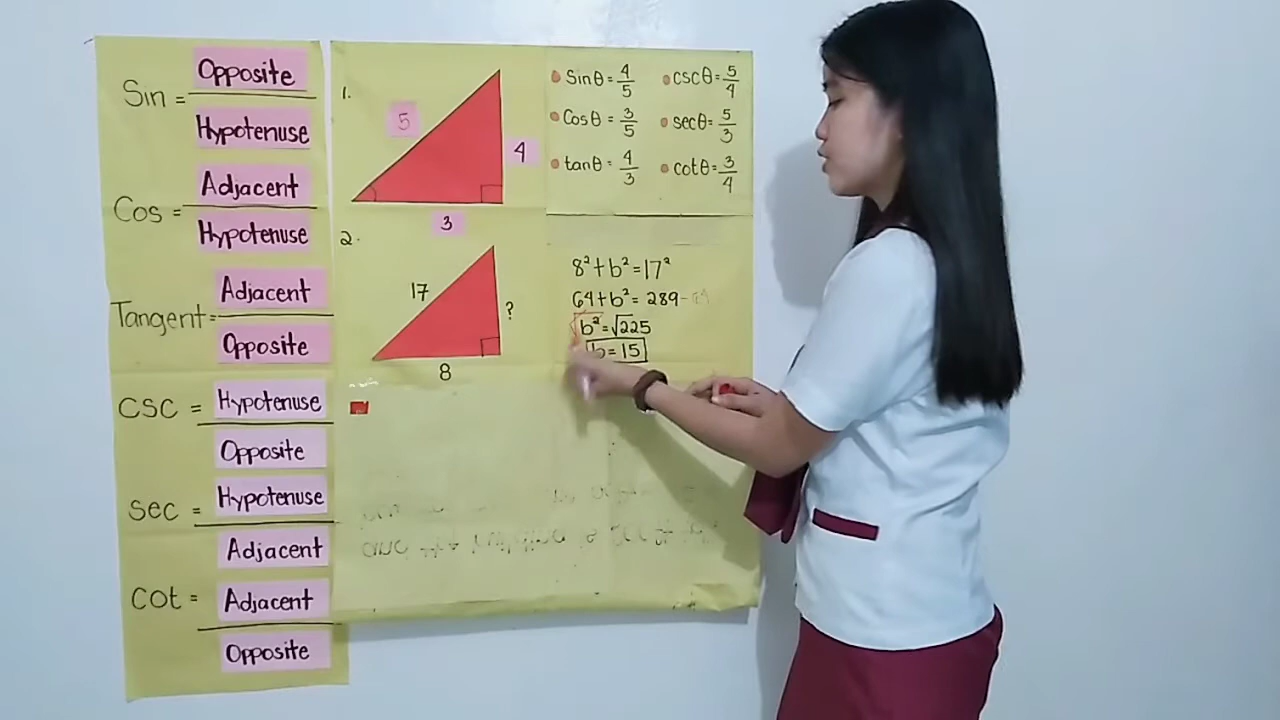 Sin = Opposite
Hypotenuse
Cos = Adjacent
Hypotenuse
Tangent = Adjacent
Opposite
CSC = Hypotenuse
Opposite
Sec = Hypotenuse
Adjacent
Cot = Adjacent
Opposite
1.
5
4
3
Sinθ = 4/5
Cosθ = 3/5
tanθ = 4/3
cscθ = 5/4
secθ = 5/3
cotθ = 3/4
2.
17
?
8
8² + b² = 17²
64 + b² = 289
b² = √225
b = 15